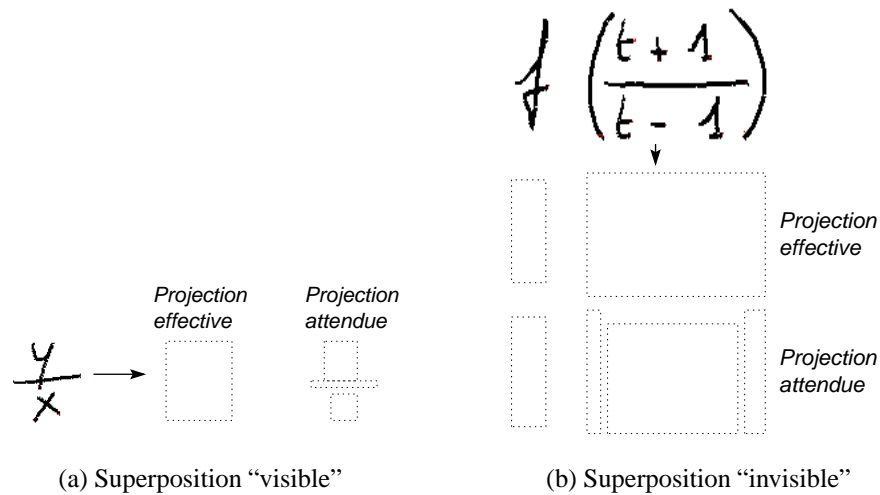 y
x
Projection effective
Projection attendue
(a) Superposition “visible”
f ( t + 1
t - 1 )
Projection effective
Projection attendue
(b) Superposition “invisible”